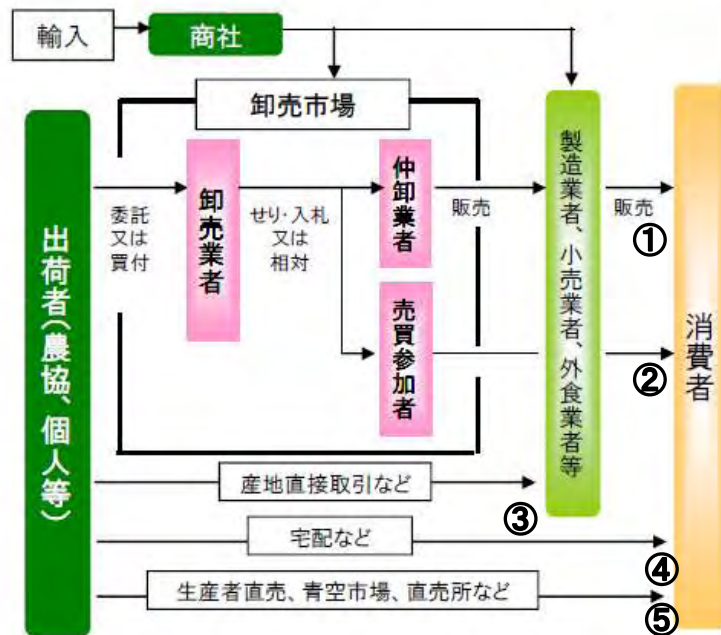 輸入
商社
卸売市場
出荷者(農協、個人等)
委託
又は
買付
卸売業者
せり・入札
又は
相対
仲卸業者
売買参加者
販売
製造業者、小売業者、外食業者等
販売
①
②
消費者
産地直接取引など
③
宅配など
④
生産者直売、青空市場、直売所など
⑤